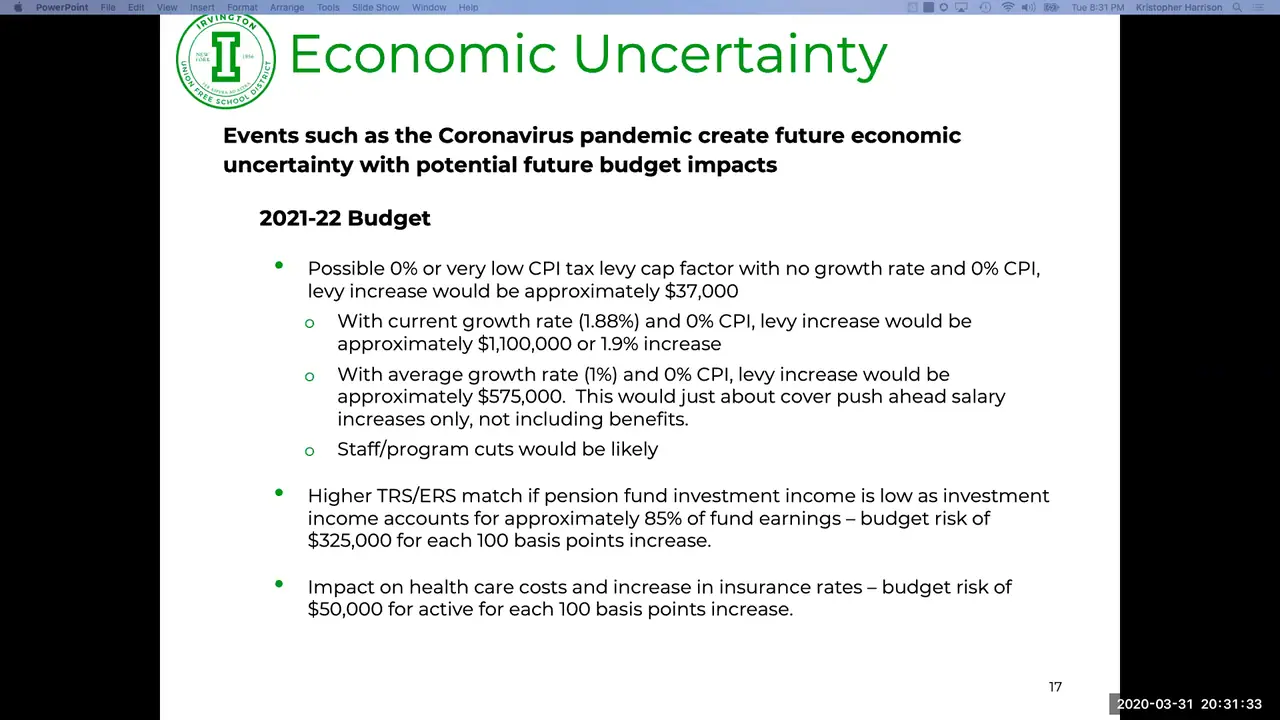 PowerPoint File Edit View Insert Format Arrange Tools Slide Show Window Help Tue 8:31 PM Kristopher Harrison
IRVINGTON
NEW YORK
I
1956
UNION FREE SCHOOL DISTRICT
Economic Uncertainty
Events such as the Coronavirus pandemic create future economic
uncertainty with potential future budget impacts
2021-22 Budget
• Possible 0% or very low CPI tax levy cap factor with no growth rate and 0% CPI,
levy increase would be approximately $37,000
o With current growth rate (1.88%) and 0% CPI, levy increase would be
approximately $1,100,000 or 1.9% increase
o With average growth rate (1%) and 0% CPI, levy increase would be
approximately $575,000. This would just about cover push ahead salary
increases only, not including benefits.
o Staff/program cuts would be likely
• Higher TRS/ERS match if pension fund investment income is low as investment
income accounts for approximately 85% of fund earnings – budget risk of
$325,000 for each 100 basis points increase.
• Impact on health care costs and increase in insurance rates – budget risk of
$50,000 for active for each 100 basis points increase.
17
2020-03-31 20:31:33